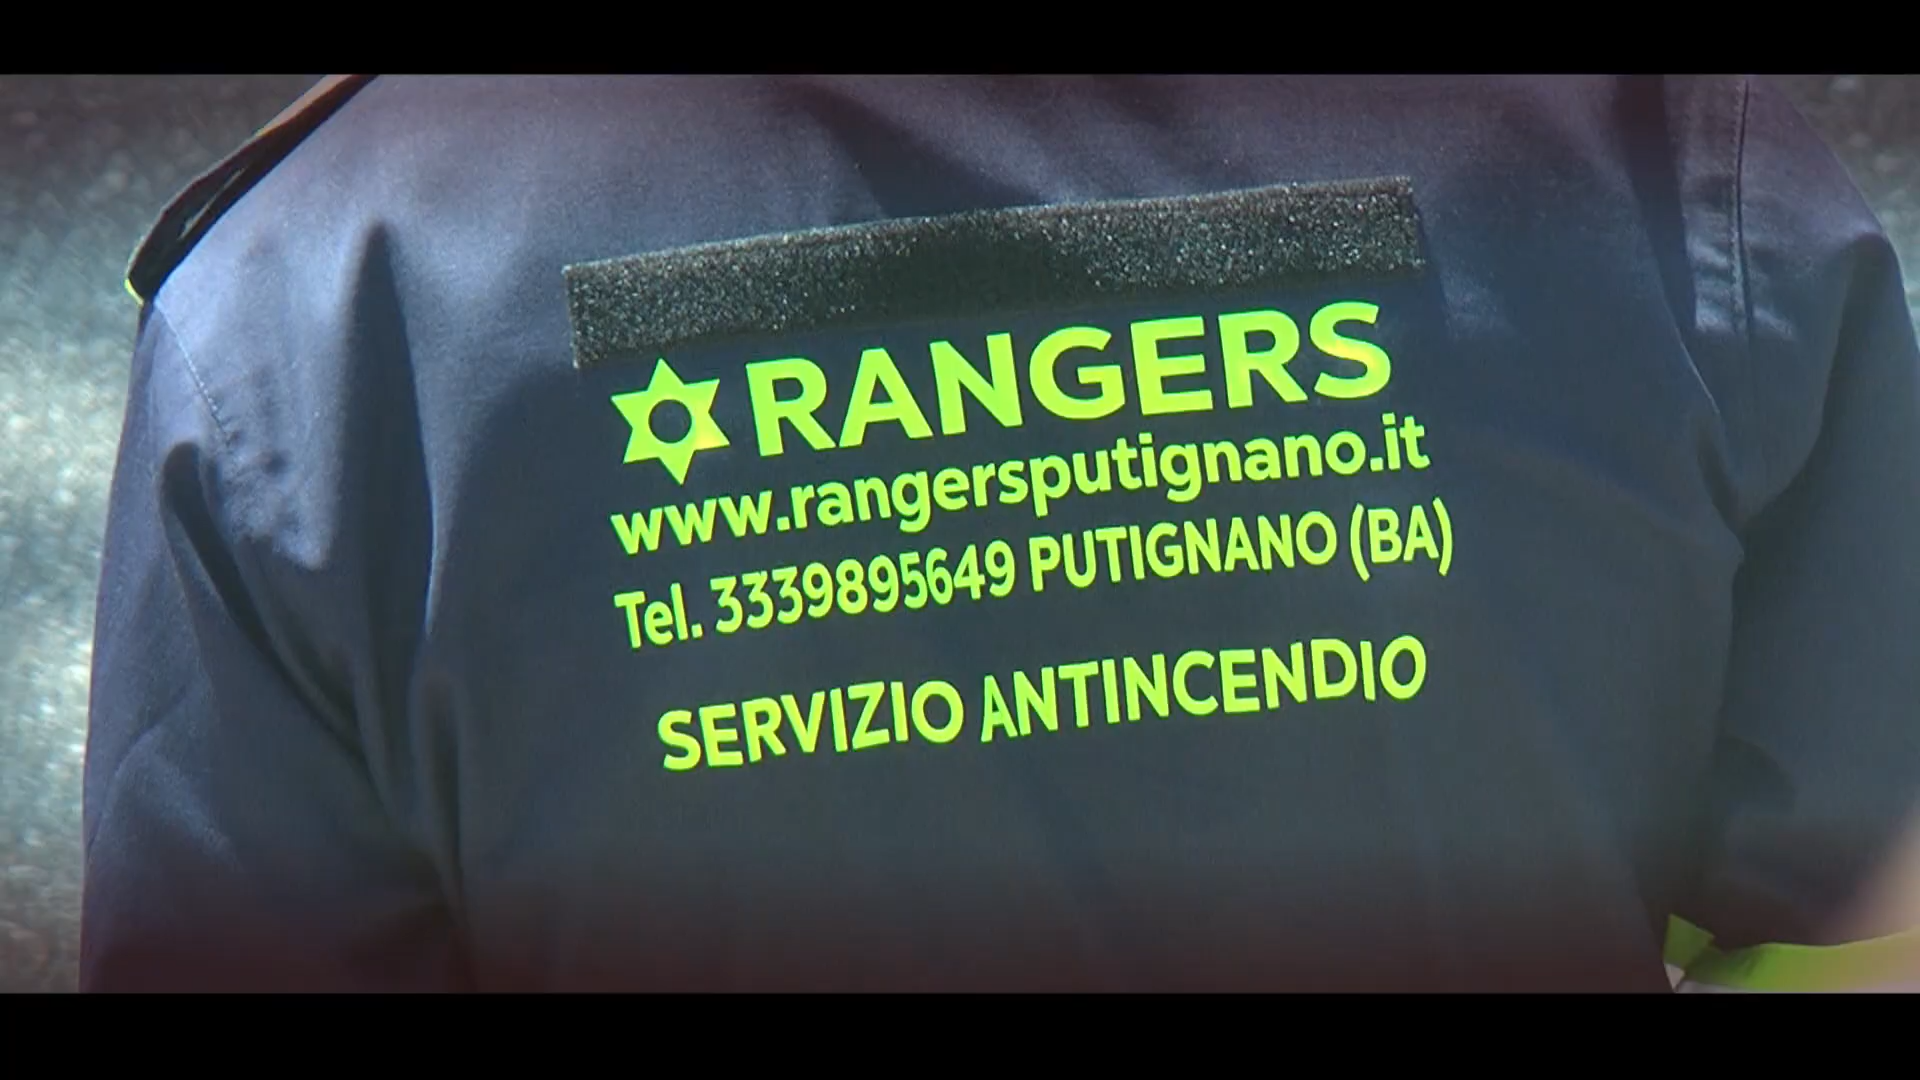 RANGERS
www.rangersputignano.it
Tel. 3339895649 PUTIGNANO (BA)
SERVIZIO ANTINCENDIO